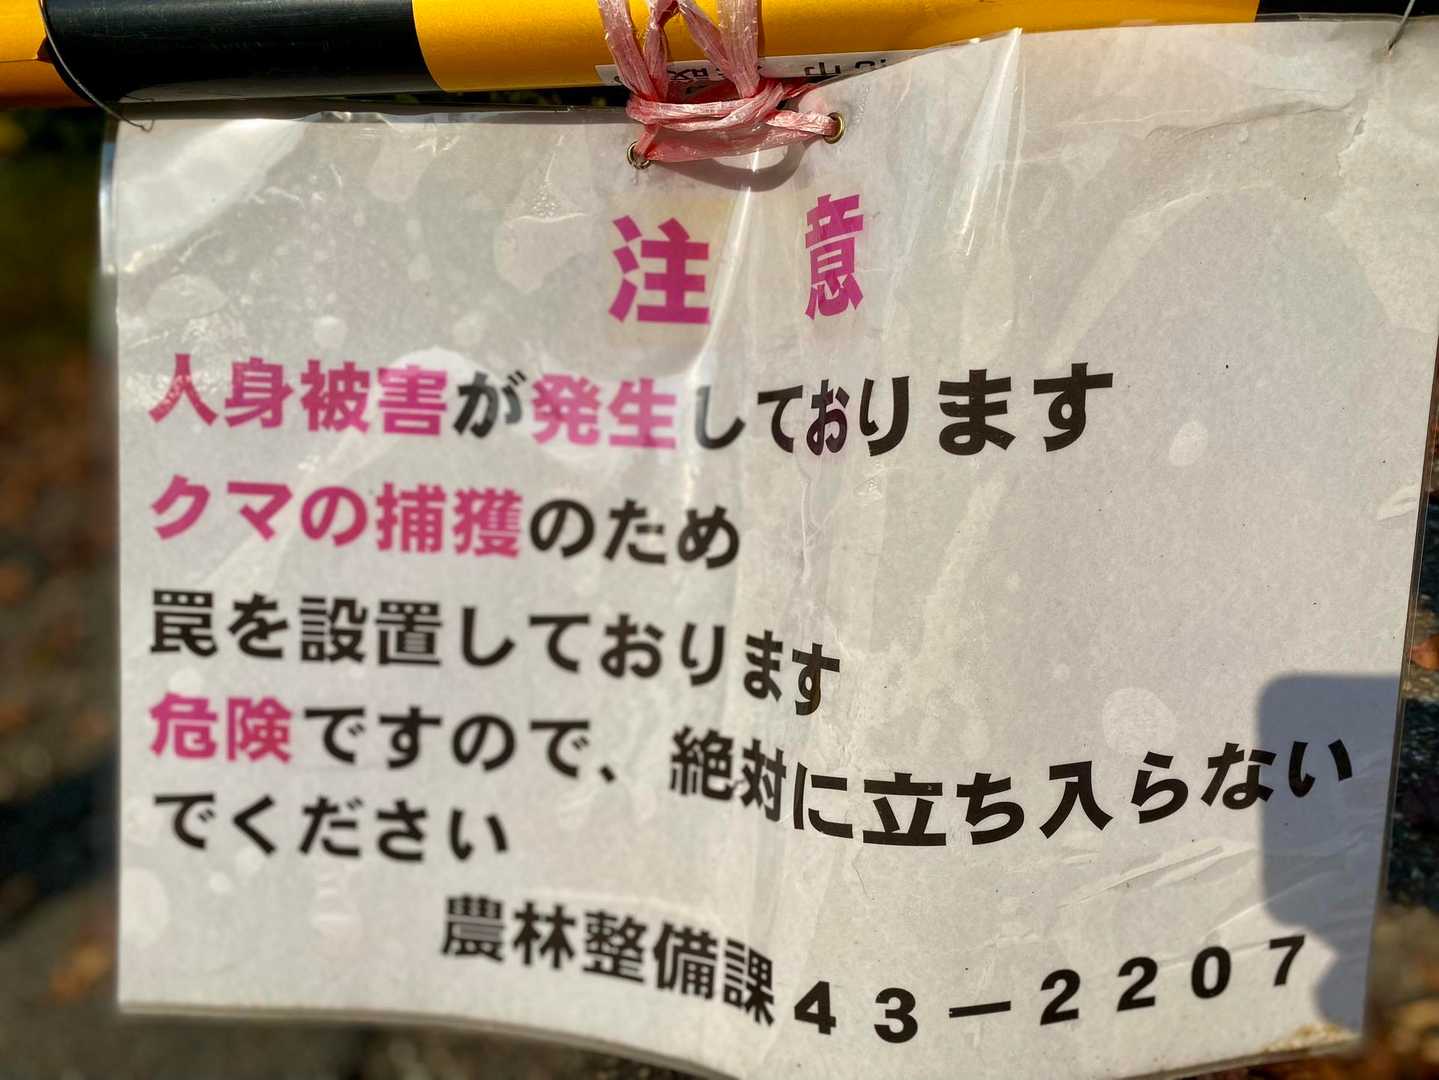 注意
人身被害が発生しております
クマの捕獲のため
罠を設置しております
危険ですので、絶対に立ち入らない
でください
農林整備課43－2207